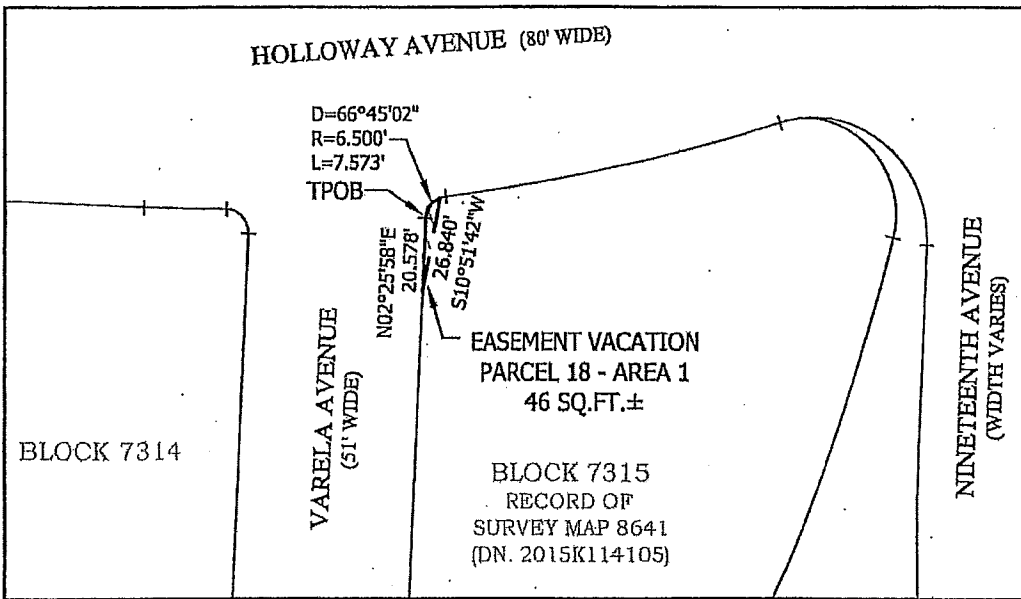 HOLLOWAY AVENUE (80' WIDE)
D=66°45'02"
R=6.500'
L=7.573'
TPOB
N02°25'58"E
20.578'
26.840'
S10°51'42"W
EASEMENT VACATION
PARCEL 18 - AREA 1
46 SQ.FT.±
VARELA AVENUE
(51' WIDE)
BLOCK 7314
BLOCK 7315
RECORD OF
SURVEY MAP 8641
(DN. 2015K114105)
NINETEENTH AVENUE
(WIDTH VARIES)